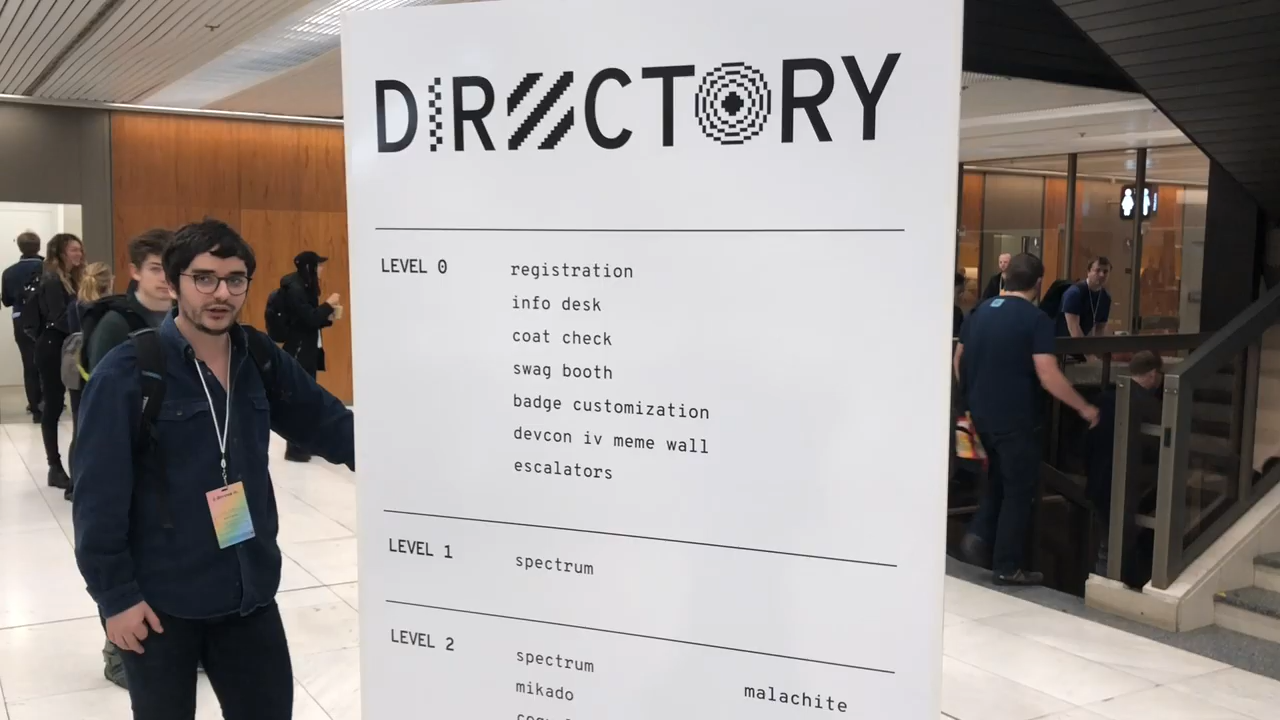 DIRECTORY
LEVEL 0
registration
info desk
coat check
swag booth
badge customization
devcon iv meme wall
escalators
LEVEL 1
spectrum
LEVEL 2
spectrum
mikado malachite